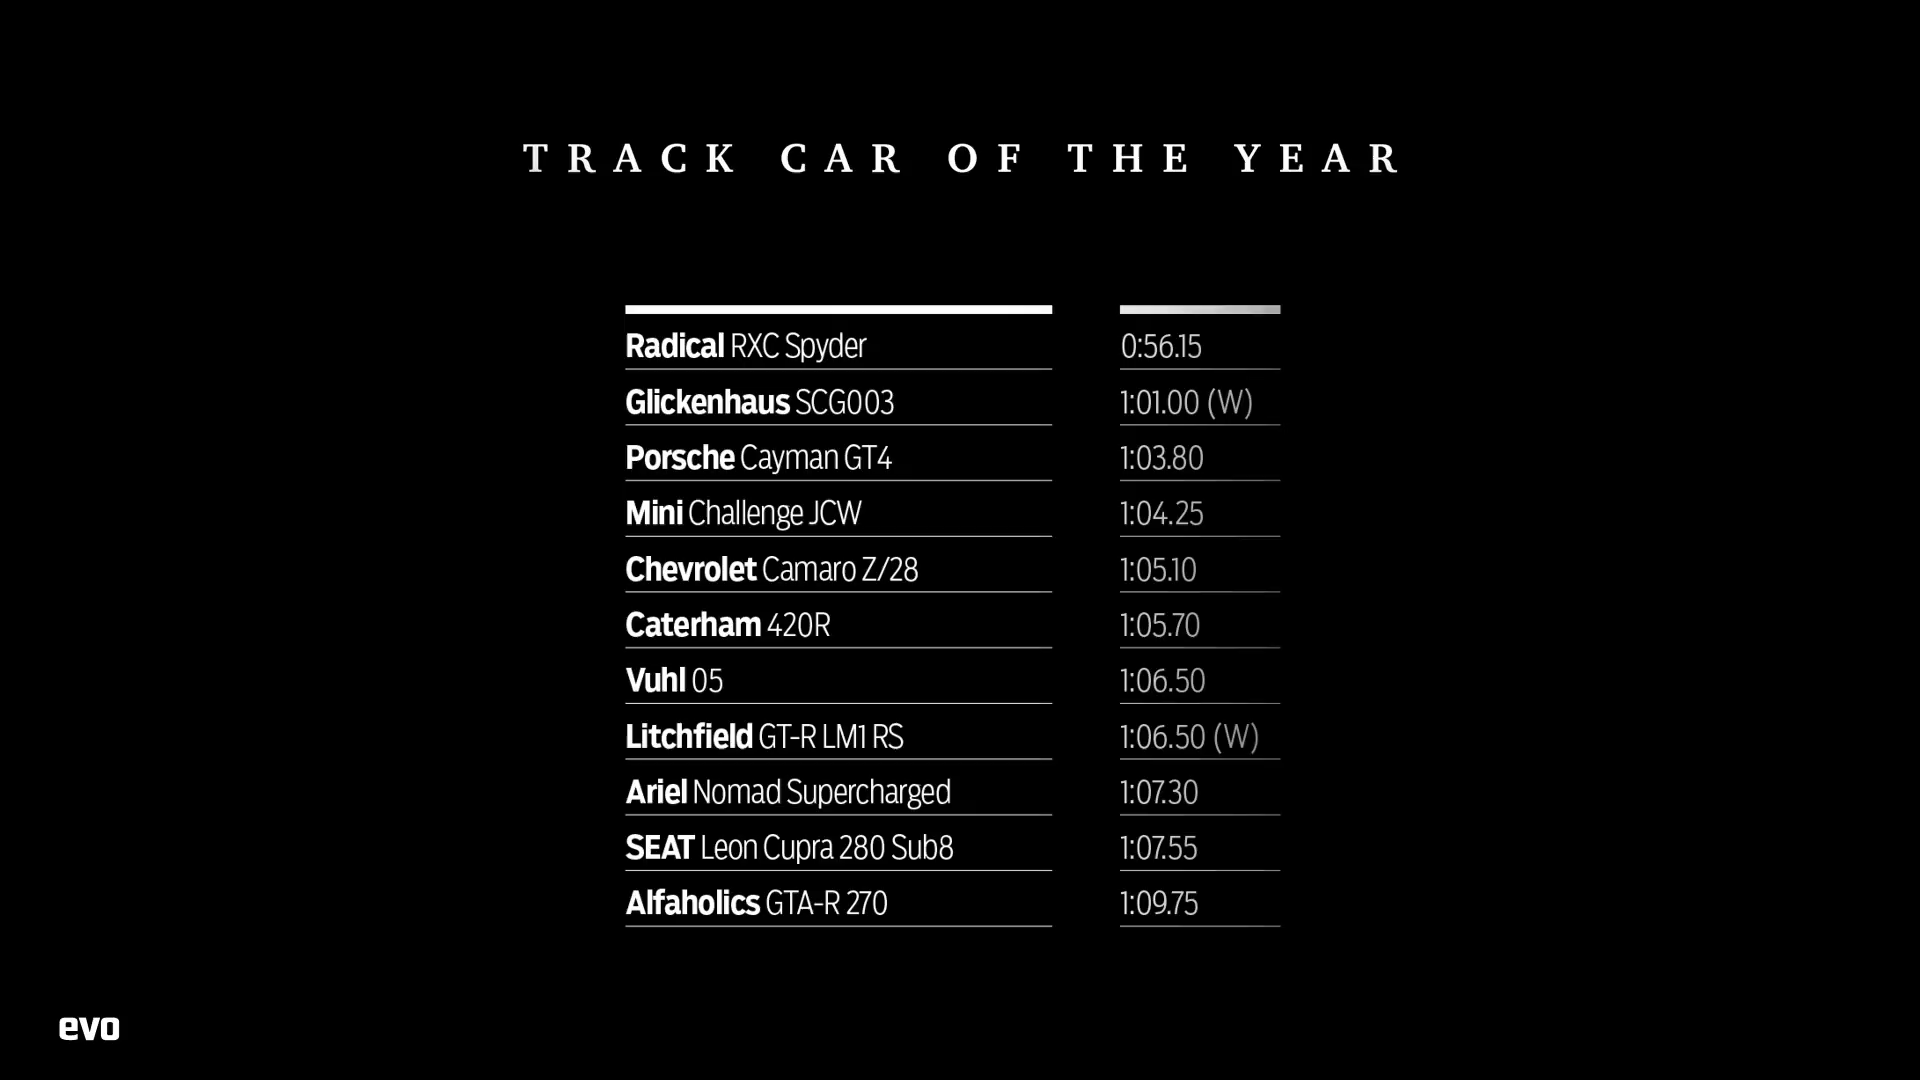 TRACK CAR OF THE YEAR
Radical RXC Spyder 0:56.15
Glickenhaus SCG003 1:01.00 (W)
Porsche Cayman GT4 1:03.80
Mini Challenge JCW 1:04.25
Chevrolet Camaro Z/28 1:05.10
Caterham 420R 1:05.70
Vuhl 05 1:06.50
Litchfield GT-R LM1 RS 1:06.50 (W)
Ariel Nomad Supercharged 1:07.30
SEAT Leon Cupra 280 Sub8 1:07.55
Alfaholics GTA-R 270 1:09.75
evo